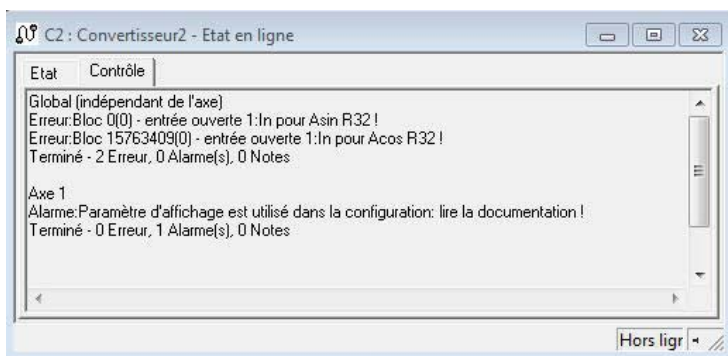 C2 : Convertisseur2 - Etat en ligne
Etat Contrôle
Global (indépendant de l'axe)
Erreur:Bloc 0(0) - entrée ouverte 1:In pour Asin R32 !
Erreur:Bloc 15763409(0) - entrée ouverte 1:In pour Acos R32 !
Terminé - 2 Erreur, 0 Alarme(s), 0 Notes
Axe 1
Alarme:Paramètre d'affichage est utilisé dans la configuration: lire la documentation !
Terminé - 0 Erreur, 1 Alarme(s), 0 Notes
Hors ligr